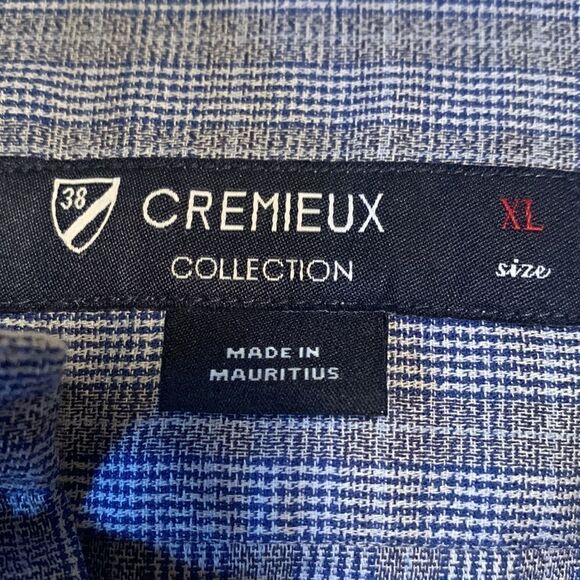 38 CREMIEUX XL
COLLECTION size
MADE IN
MAURITIUS